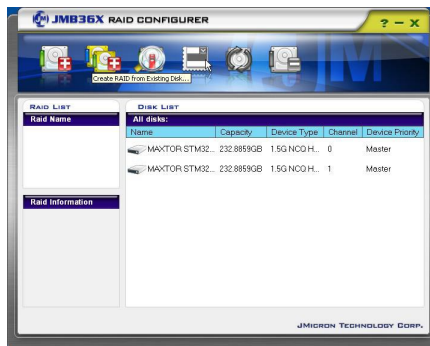 JMB36X RAID CONFIGURER
? – X
Create RAID from Existing Disk...
RAID LIST
DISK LIST
Raid Name
All disks:
Name Capacity Device Type Channel Device Priority
MAXTOR STM32... 232.8859GB 1.5G NCQ H... 0 Master
MAXTOR STM32... 232.8859GB 1.5G NCQ H... 1 Master
Raid Information
JMICRON TECHNOLOGY CORP.